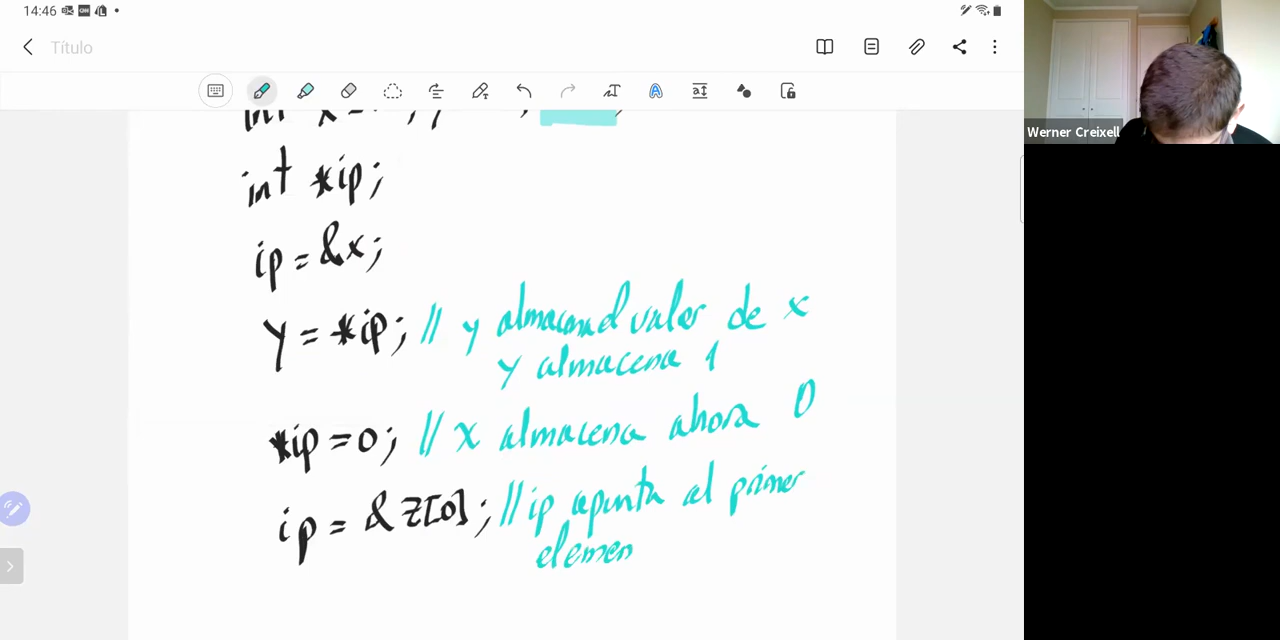 14:46
Título
Werner Creixell
int x=
int *ip;
ip = &x;
y = *ip; // y almacena el valor de x
y almacena 1
*ip = 0; // x almacena ahora 0
ip = & z[0]; // ip apunta al primer
elemen